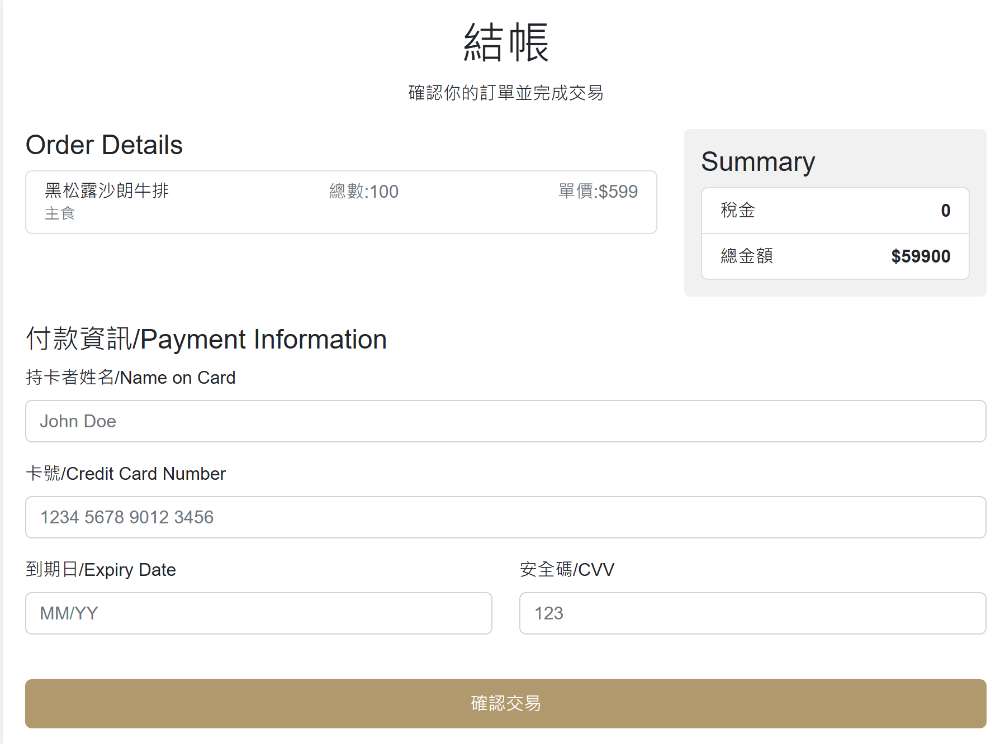 結帳
確認你的訂單並完成交易
Order Details
黑松露沙朗牛排 總數:100 單價:$599
主食
Summary
稅金 0
總金額 $59900
付款資訊/Payment Information
持卡者姓名/Name on Card
John Doe
卡號/Credit Card Number
1234 5678 9012 3456
到期日/Expiry Date 安全碼/CVV
MM/YY 123
確認交易